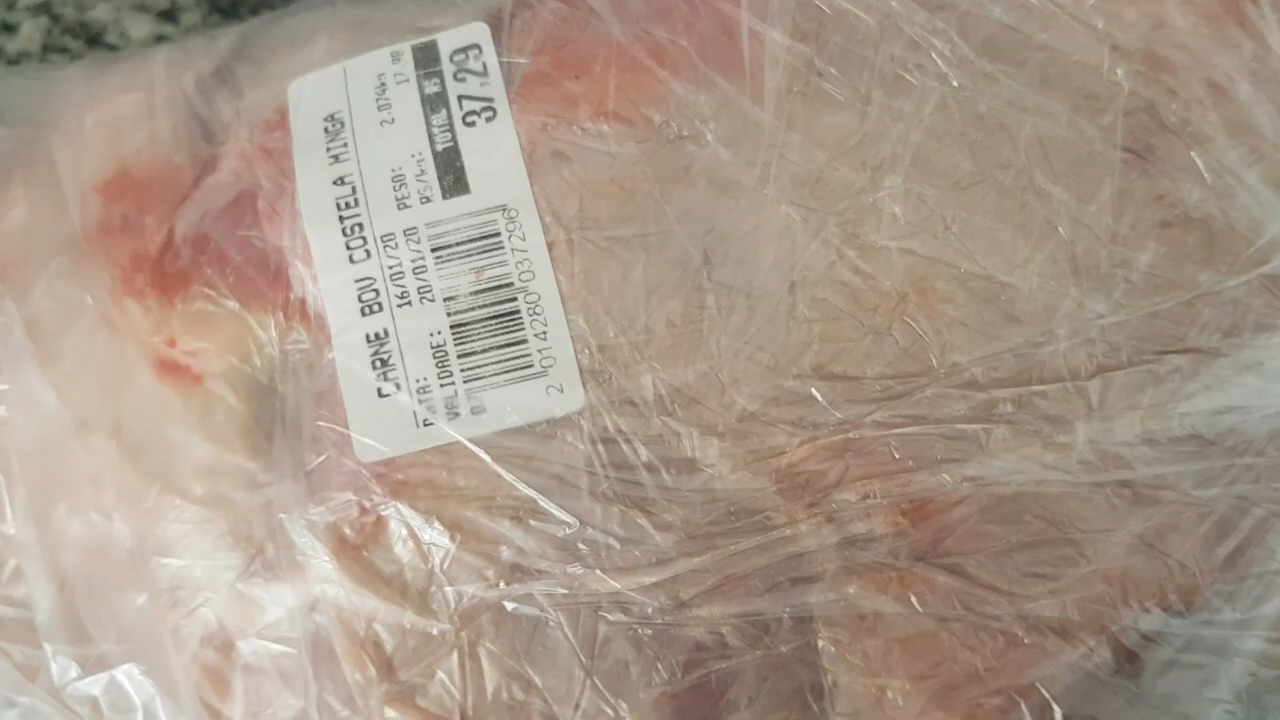 CARNE BOV COSTELA MINGA
DATA: 16/01/20 PESO: 2.074kg
VALIDADE: 20/01/20 R$/kg: 17.98
TOTAL R$
37,29
2 014280 037296